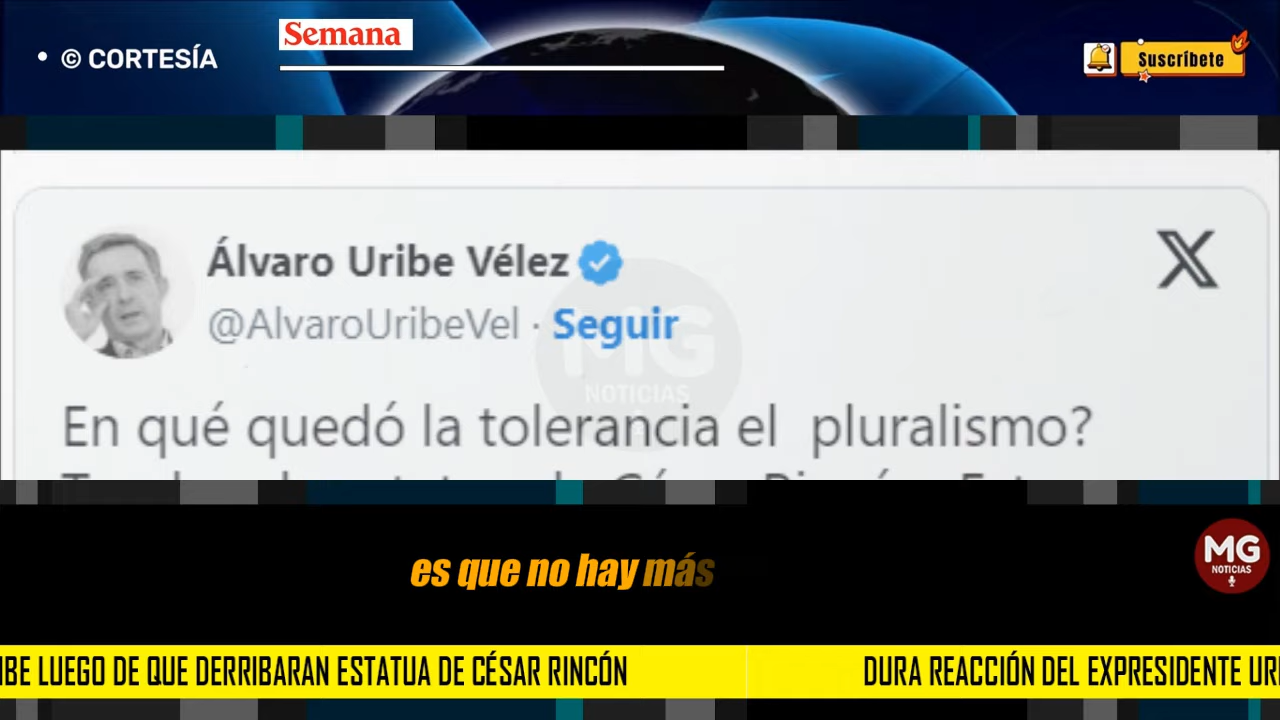 Semana
© CORTESÍA
Suscríbete
Álvaro Uribe Vélez
@AlvaroUribeVel · Seguir
MG
NOTICIAS
En qué quedó la tolerancia el pluralismo?
es que no hay más
MG
NOTICIAS
IBE LUEGO DE QUE DERRIBARAN ESTATUA DE CÉSAR RINCÓN DURA REACCIÓN DEL EXPRESIDENTE URI